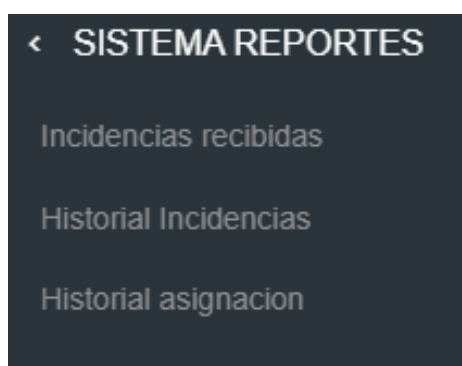 SISTEMA REPORTES
Incidencias recibidas
Historial Incidencias
Historial asignacion